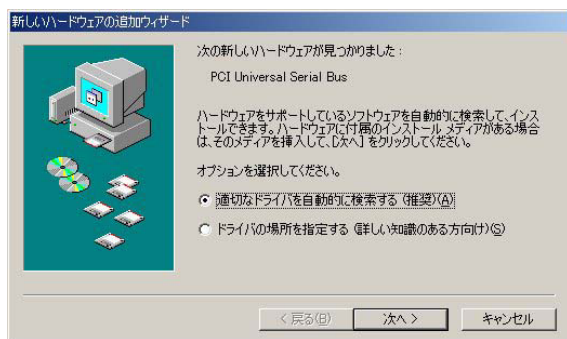 新しいハードウェアの追加ウィザード
次の新しいハードウェアが見つかりました :
PCI Universal Serial Bus
ハードウェアをサポートしているソフトウェアを自動的に検索して、インス
トールできます。ハードウェアに付属のインストール メディアがある場合
は、そのメディアを挿入して、[次へ] をクリックしてください。
オプションを選択してください。
適切なドライバを自動的に検索する (推奨)(A)
ドライバの場所を指定する (詳しい知識のある方向け)(S)
< 戻る(B)
次へ >
キャンセル